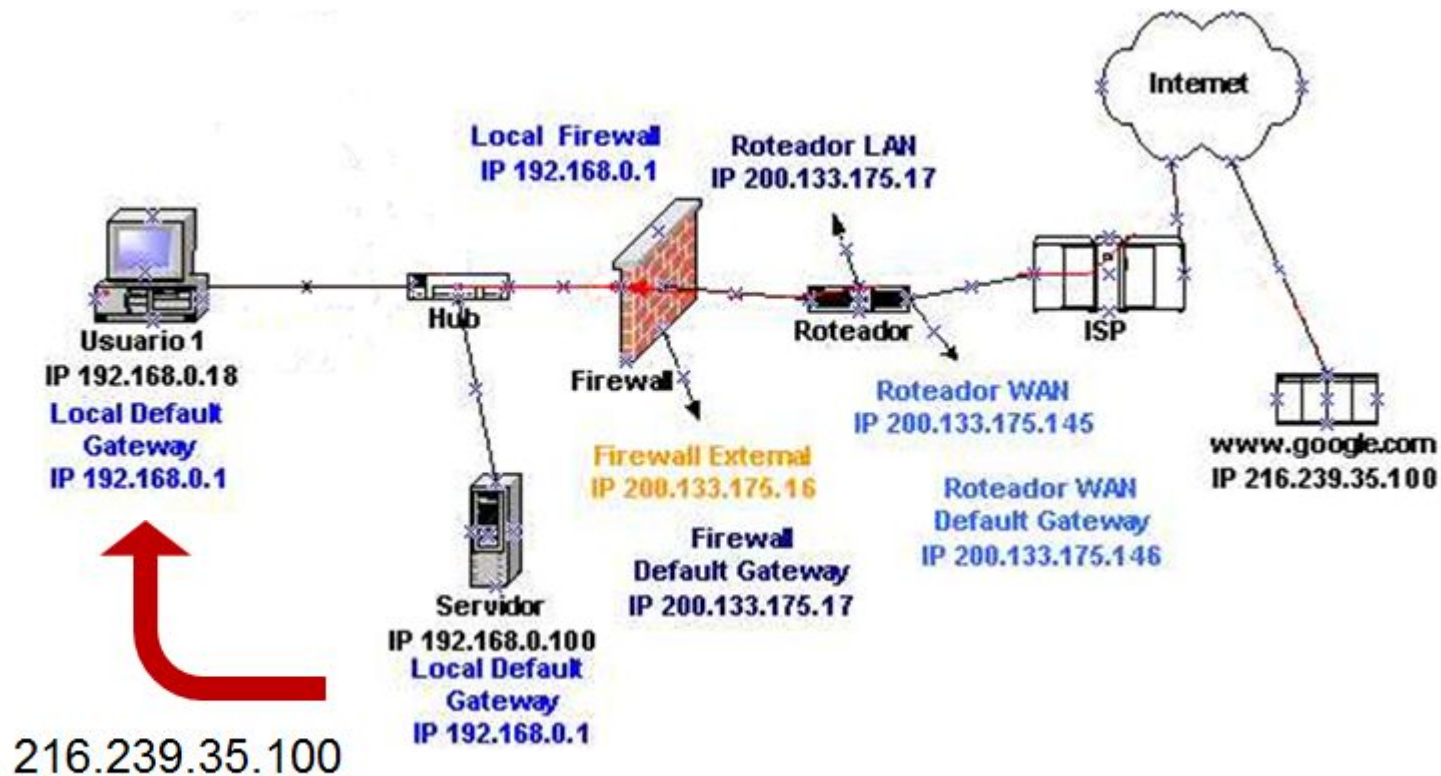 Internet
Local Firewall
IP 192.168.0.1
Roteador LAN
IP 200.133.175.17
Usuario 1
IP 192.168.0.18
Local Default
Gateway
IP 192.168.0.1
Hub
Firewall
Roteador
ISP
Roteador WAN
IP 200.133.175.145
www.google.com
IP 216.239.35.100
Firewall External
IP 200.133.175.16
Roteador WAN
Default Gateway
IP 200.133.175.146
Firewall
Default Gateway
IP 200.133.175.17
Servidor
IP 192.168.0.100
Local Default
Gateway
IP 192.168.0.1
216.239.35.100